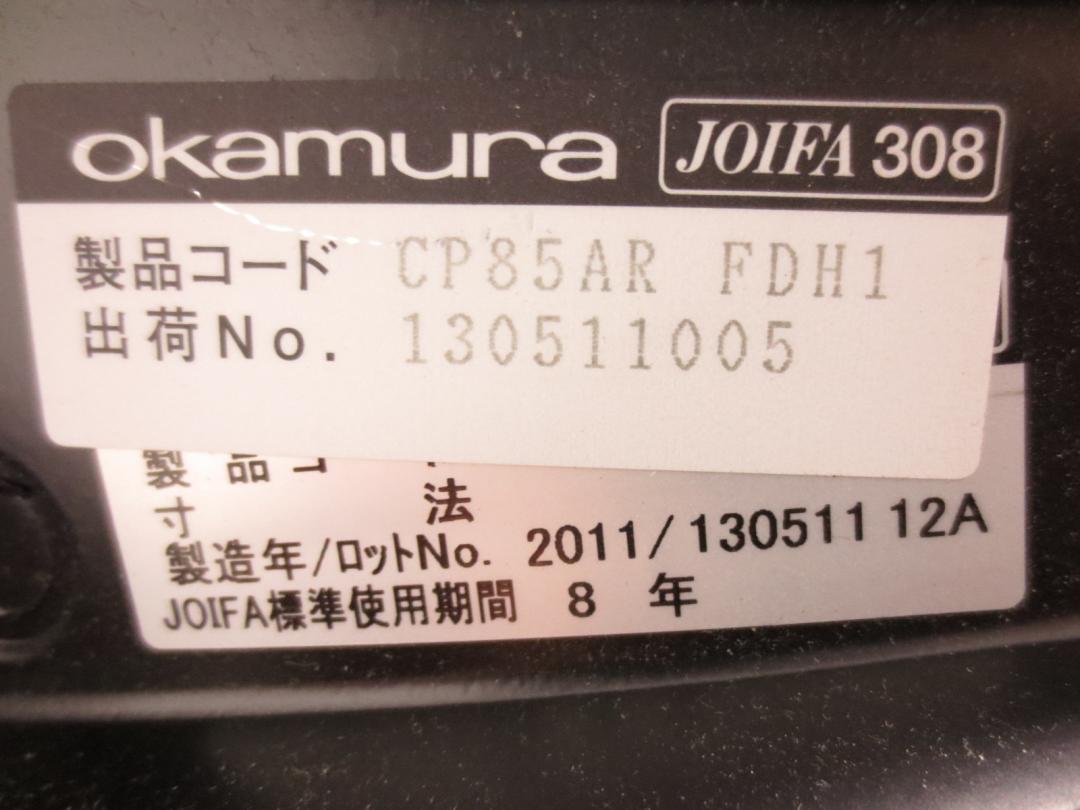 okamura JOIFA 308
製品コード CP85AR FDH1
出荷No. 130511005
製品コ
寸法
製造年/ロットNo. 2011/130511 12A
JOIFA標準使用期間 8 年